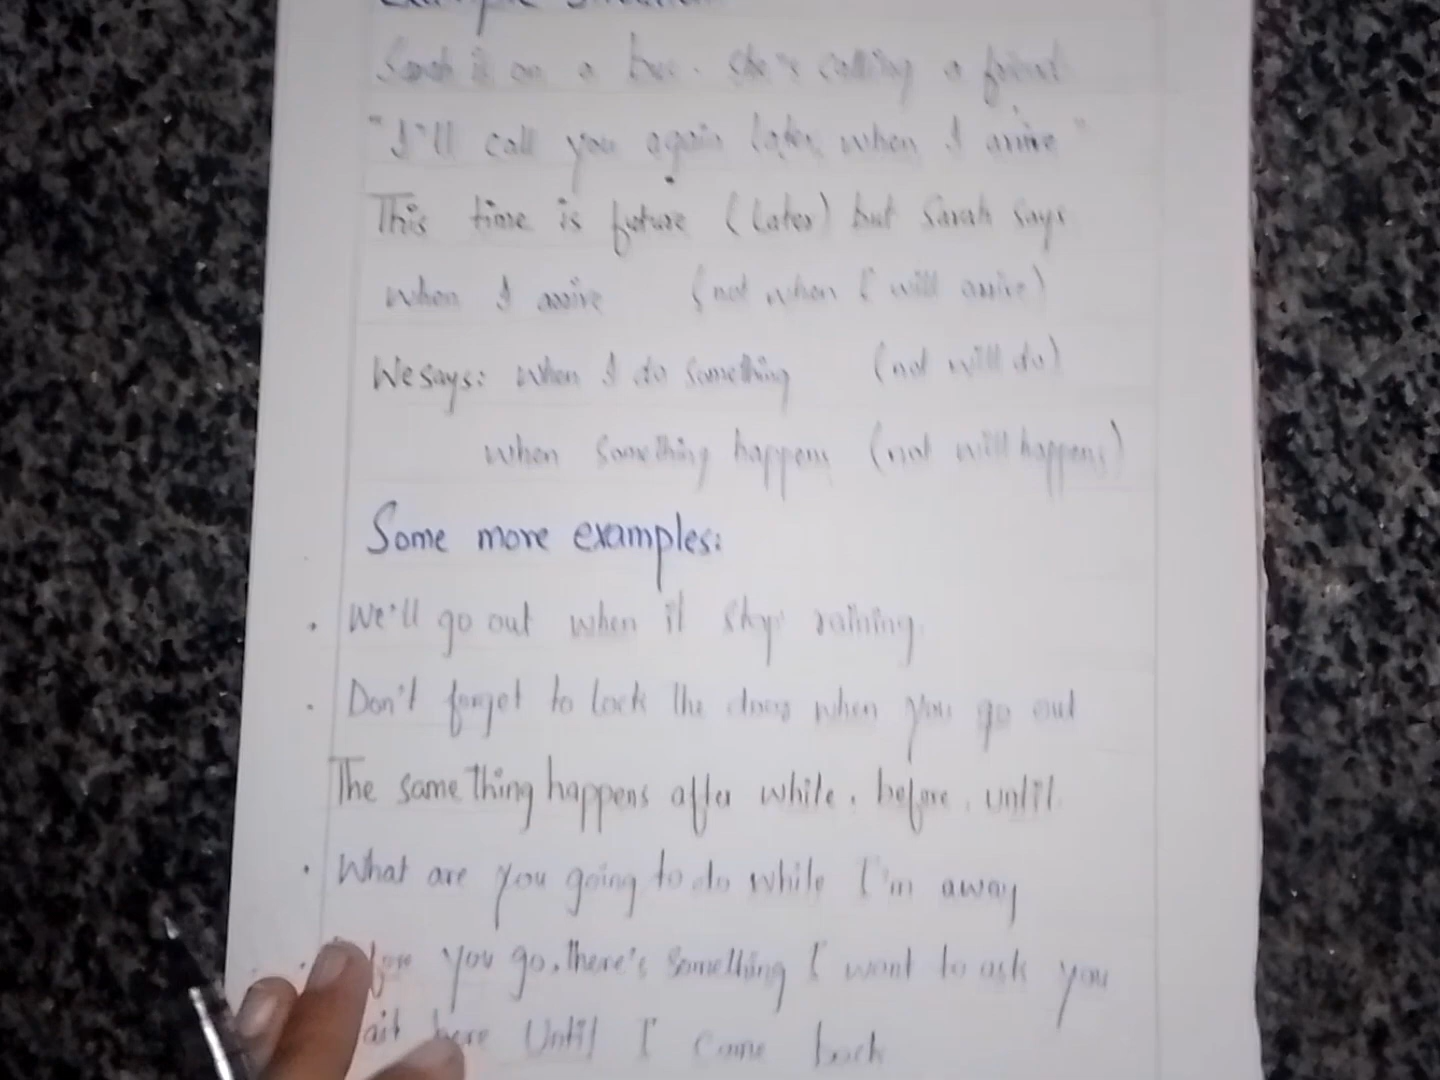 Example
Sarah is on a bus. She's calling a friend
"I'll call you again later, when I arrive"
This time is future (later) but Sarah says
when I arrive (not when I will arrive)
We says: when I do something (not will do)
when something happens (not will happens)
Some more examples:
. We'll go out when it stop raining.
. Don't forget to lock the door when you go out
The same thing happens after while, before, until.
. What are you going to do while I'm away
. you go, there's something I want to ask you
here Until I come back